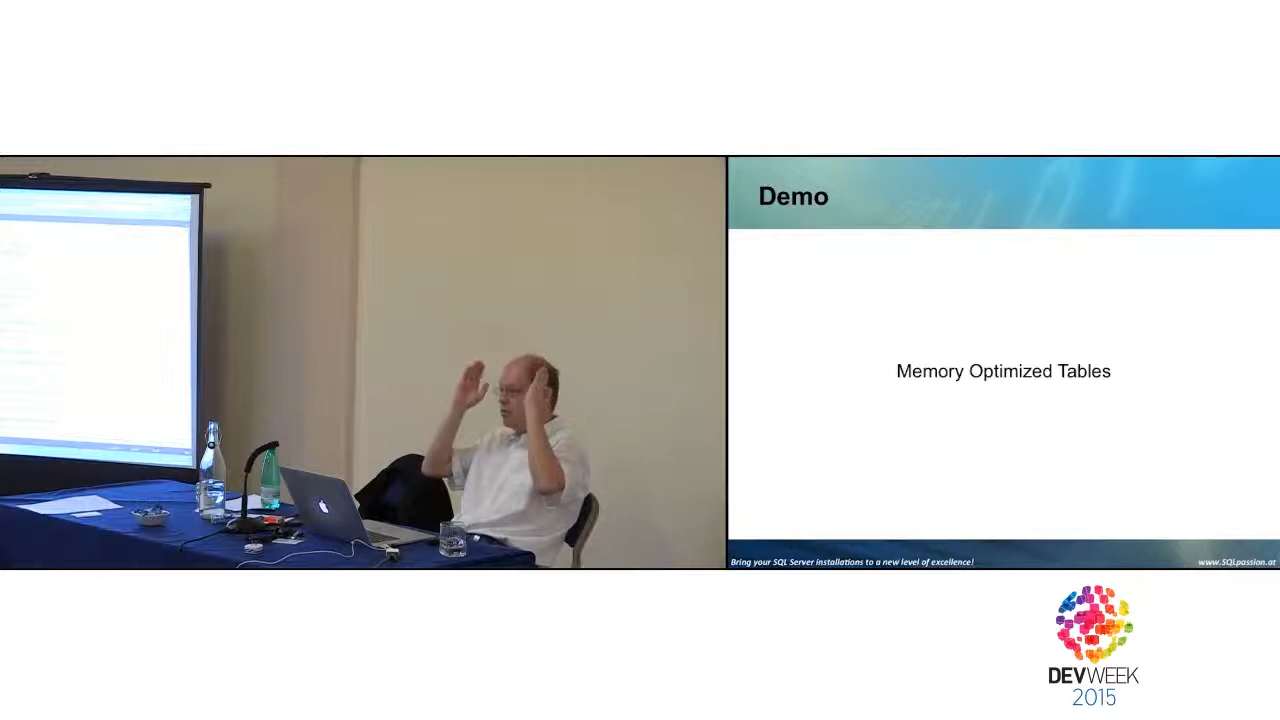 Demo
Memory Optimized Tables
Bring your SQL Server installations to a new level of excellence!
www.SQLpassion.at
DEVWEEK
2015